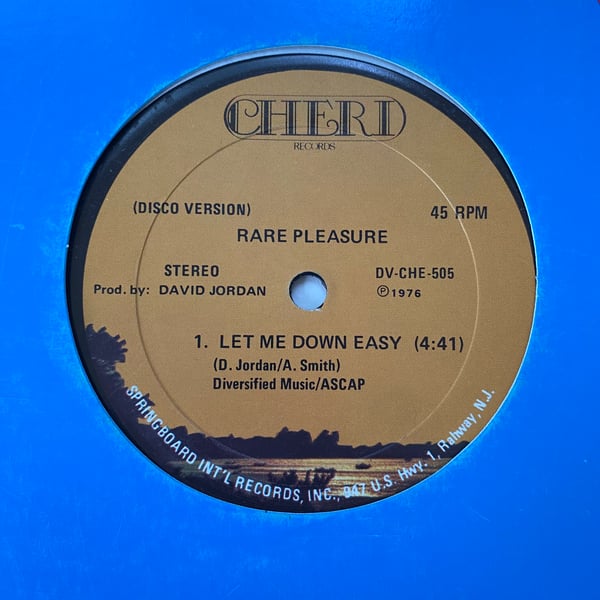 CHERI
RECORDS
(DISCO VERSION)
45 RPM
RARE PLEASURE
STEREO
DV-CHE-505
Prod. by: DAVID JORDAN
Ⓟ1976
1. LET ME DOWN EASY (4:41)
(D. Jordan/A. Smith)
Diversified Music/ASCAP
SPRINGBOARD INT'L RECORDS, INC., 947 U.S. Hwy. 1, Rahway, N.J.